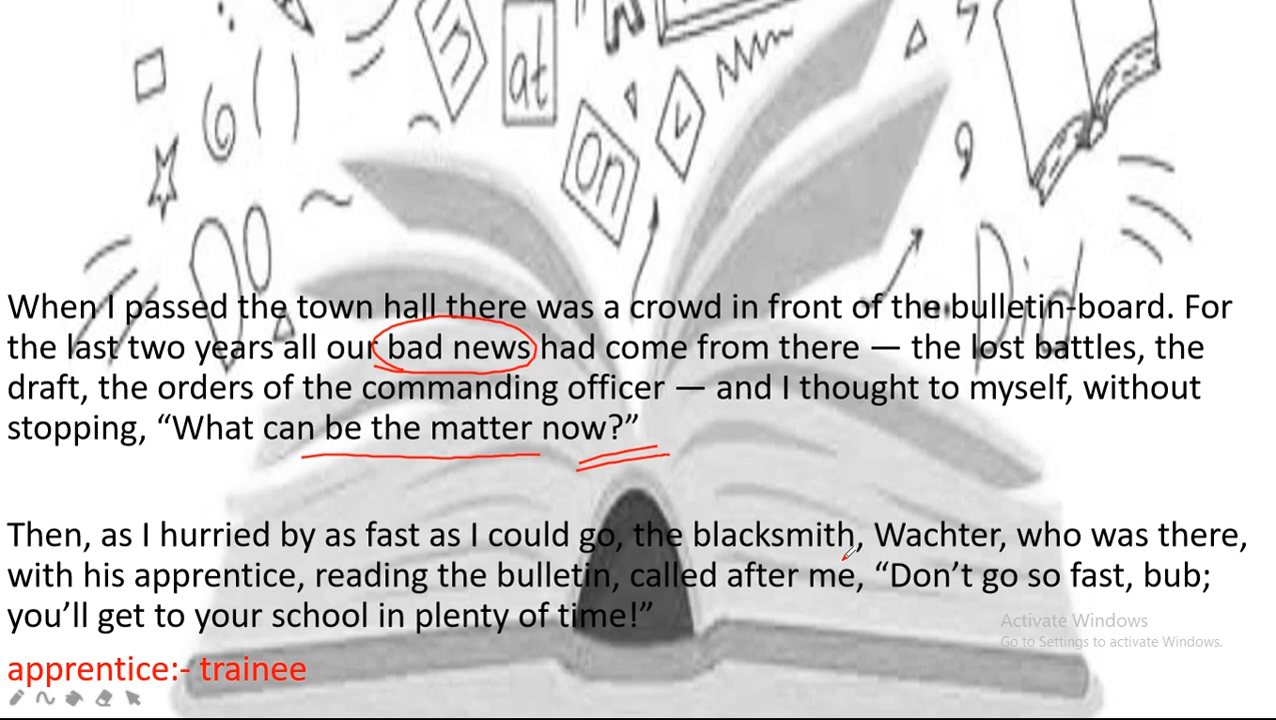 in
at
on
Do
Did
When I passed the town hall there was a crowd in front of the bulletin-board. For
the last two years all our bad news had come from there — the lost battles, the
draft, the orders of the commanding officer — and I thought to myself, without
stopping, “What can be the matter now?”
Then, as I hurried by as fast as I could go, the blacksmith, Wachter, who was there,
with his apprentice, reading the bulletin, called after me, “Don’t go so fast, bub;
you’ll get to your school in plenty of time!”
Activate Windows
Go to Settings to activate Windows.
apprentice:- trainee